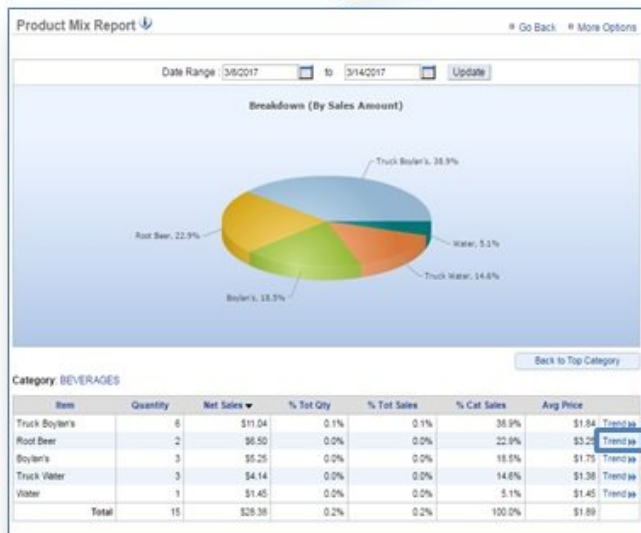 Product Mix Report
Go Back More Options
Date Range : 3/6/2017 to 3/14/2017 Update
Breakdown (By Sales Amount)
Truck Boylan's, 38.9%
Root Beer, 22.9%
Water, 5.1%
Truck Water, 14.6%
Boylan's, 18.5%
Back to Top Category
Category: BEVERAGES
Item Quantity Net Sales % Tot Qty % Tot Sales % Cat Sales Avg Price
Truck Boylan's 6 $11.04 0.1% 0.1% 38.9% $1.84 Trend
Root Beer 2 $6.50 0.0% 0.0% 22.9% $3.25 Trend
Boylan's 3 $5.25 0.0% 0.0% 18.5% $1.75 Trend
Truck Water 3 $4.14 0.0% 0.0% 14.6% $1.38 Trend
Water 1 $1.45 0.0% 0.0% 5.1% $1.45 Trend
Total 15 $28.38 0.2% 0.2% 100.0% $1.89